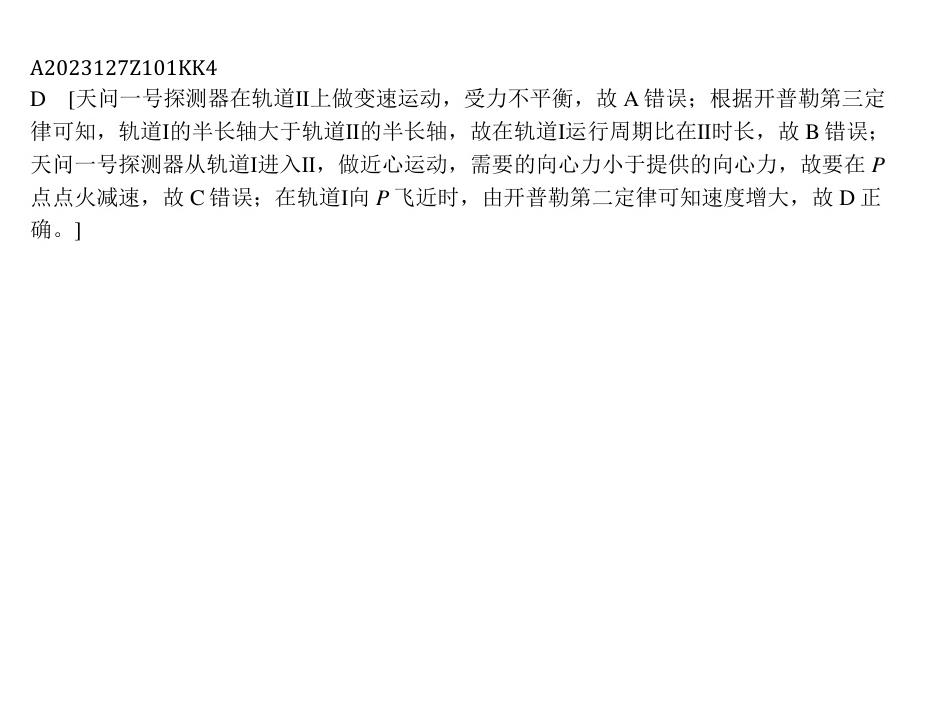 A2023127Z101KK4
D [天问一号探测器在轨道Ⅱ上做变速运动，受力不平衡，故 A 错误；根据开普勒第三定
律可知，轨道Ⅰ的半长轴大于轨道Ⅱ的半长轴，故在轨道Ⅰ运行周期比在Ⅱ时长，故 B 错误；
天问一号探测器从轨道Ⅰ进入Ⅱ，做近心运动，需要的向心力小于提供的向心力，故要在 P
点点火减速，故 C 错误；在轨道Ⅰ向 P 飞近时，由开普勒第二定律可知速度增大，故 D 正
确。]